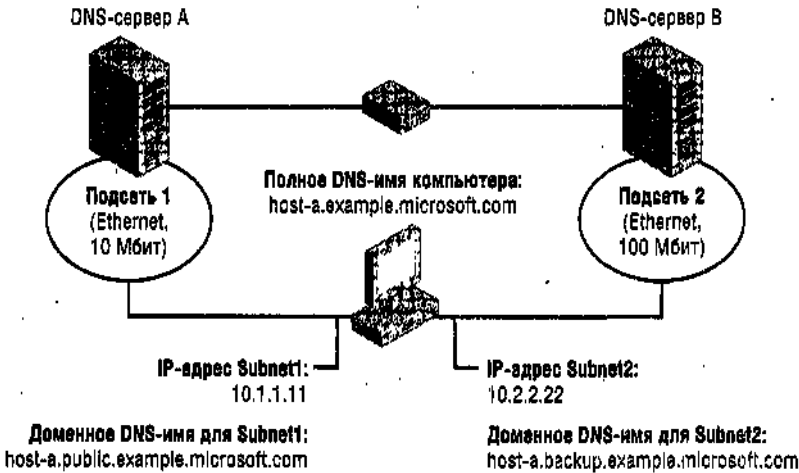 DNS-сервер A
DNS-сервер B
Подсеть 1
(Ethernet,
10 Мбит)
Полное DNS-имя компьютера:
host-a.example.microsoft.com
Подсеть 2
(Ethernet,
100 Мбит)
IP-адрес Subnet1:
10.1.1.11
IP-адрес Subnet2:
10.2.2.22
Доменное DNS-имя для Subnet1:
host-a.public.example.microsoft.com
Доменное DNS-имя для Subnet2:
host-a.backup.example.microsoft.com